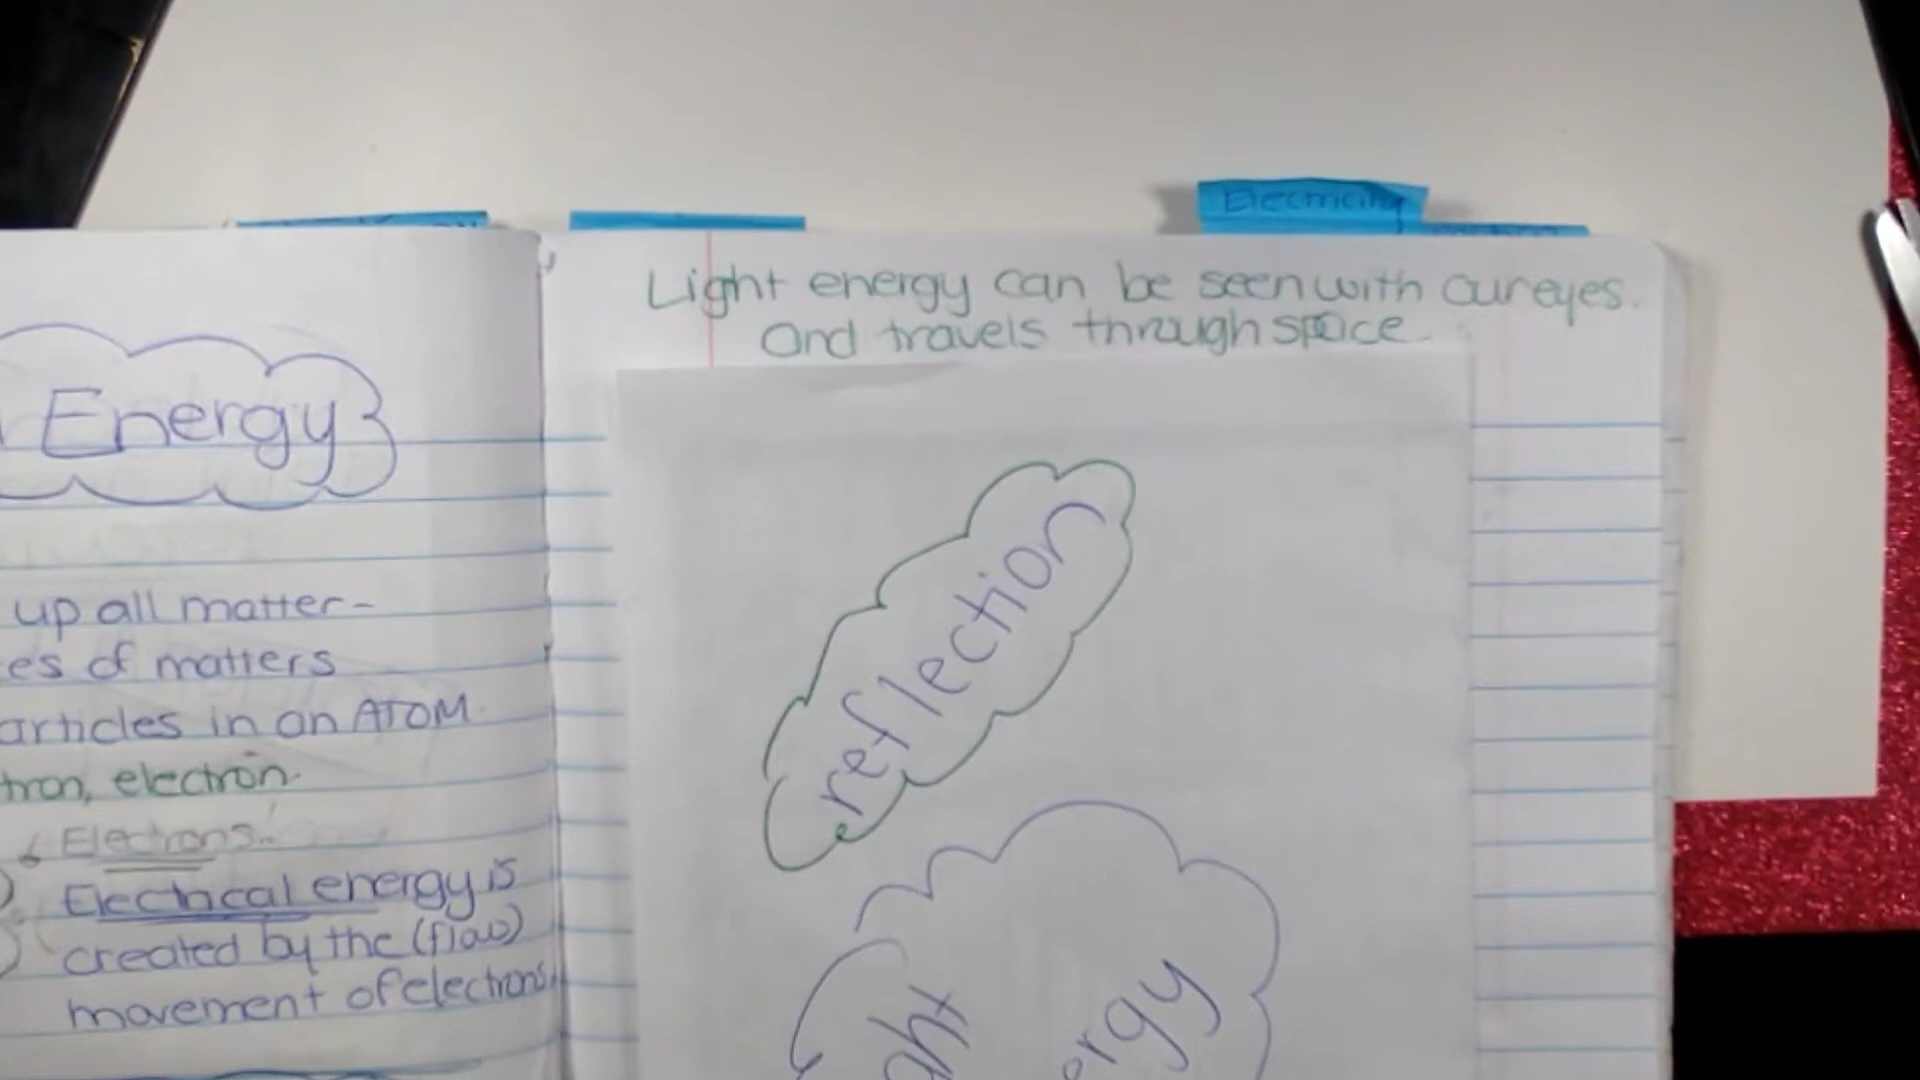 Electricity
Energy
up all matter-
es of matters
articles in an ATOM.
tron, electron.
Electrons.
Electrical energy is
created by the (flow)
movement of electrons.
Light energy can be seen with our eyes.
And travels through space.
reflection
ght
ergy